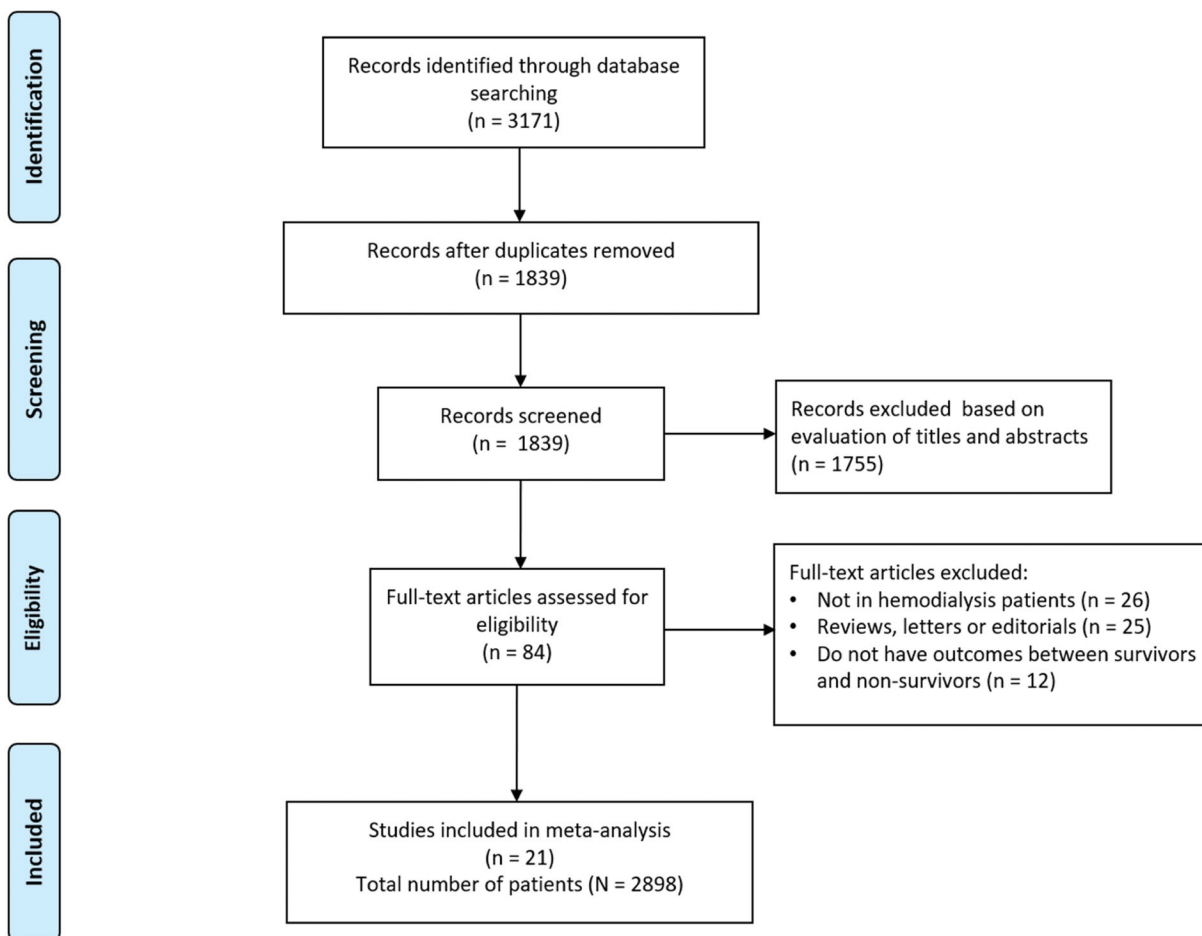 Identification
Records identified through database
searching
(n = 3171)
Records after duplicates removed
(n = 1839)
Screening
Records screened
(n = 1839)
Records excluded based on
evaluation of titles and abstracts
(n = 1755)
Eligibility
Full-text articles assessed for
eligibility
(n = 84)
Full-text articles excluded:
• Not in hemodialysis patients (n = 26)
• Reviews, letters or editorials (n = 25)
• Do not have outcomes between survivors
and non-survivors (n = 12)
Included
Studies included in meta-analysis
(n = 21)
Total number of patients (N = 2898)